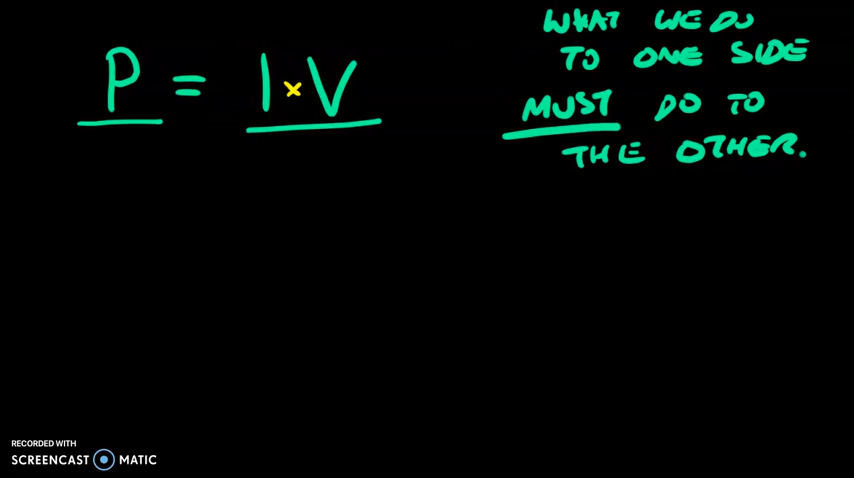 P = I × V
WHAT WE DO
TO ONE SIDE
MUST DO TO
THE OTHER.
RECORDED WITH
SCREENCAST MATIC